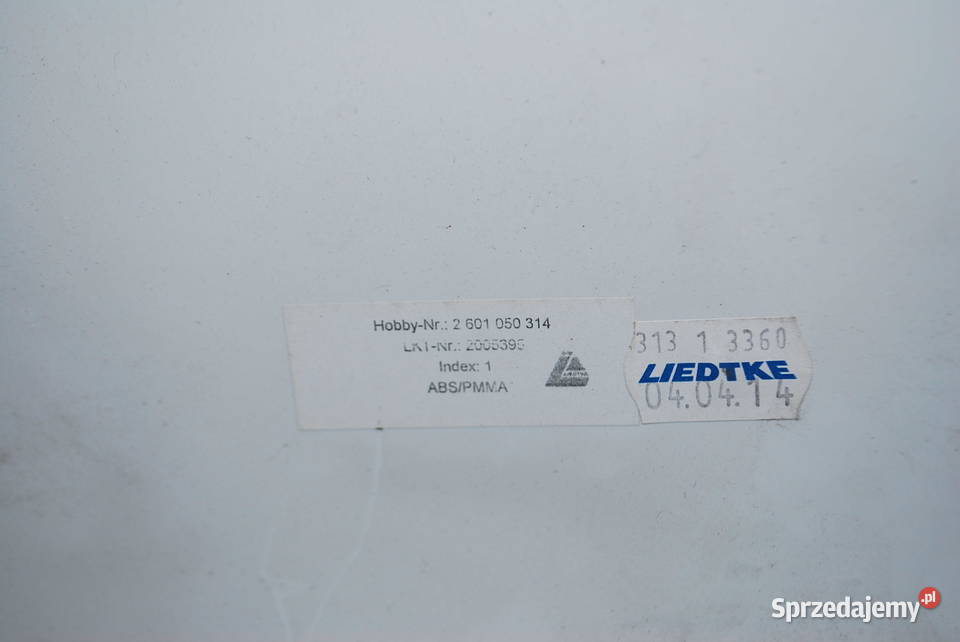 Hobby-Nr.: 2 601 050 314
LKT-Nr.: 2005395
Index: 1
ABS/PMMA
313 1 3360
LIEDTKE
04.04.14
Sprzedajemy.pl